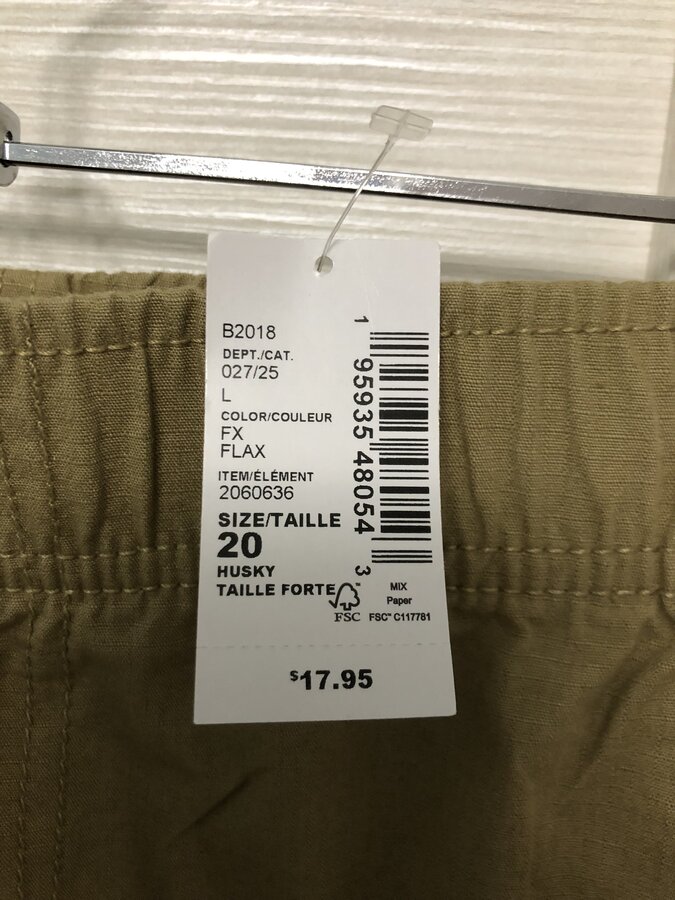 B2018
DEPT./CAT.
027/25
L
COLOR/COULEUR
FX
FLAX
ITEM/ÉLÉMENT
2060636
SIZE/TAILLE
20
HUSKY
TAILLE FORTE
1 95935 48054 3
FSC
MIX
Paper
FSC™ C117781
$17.95